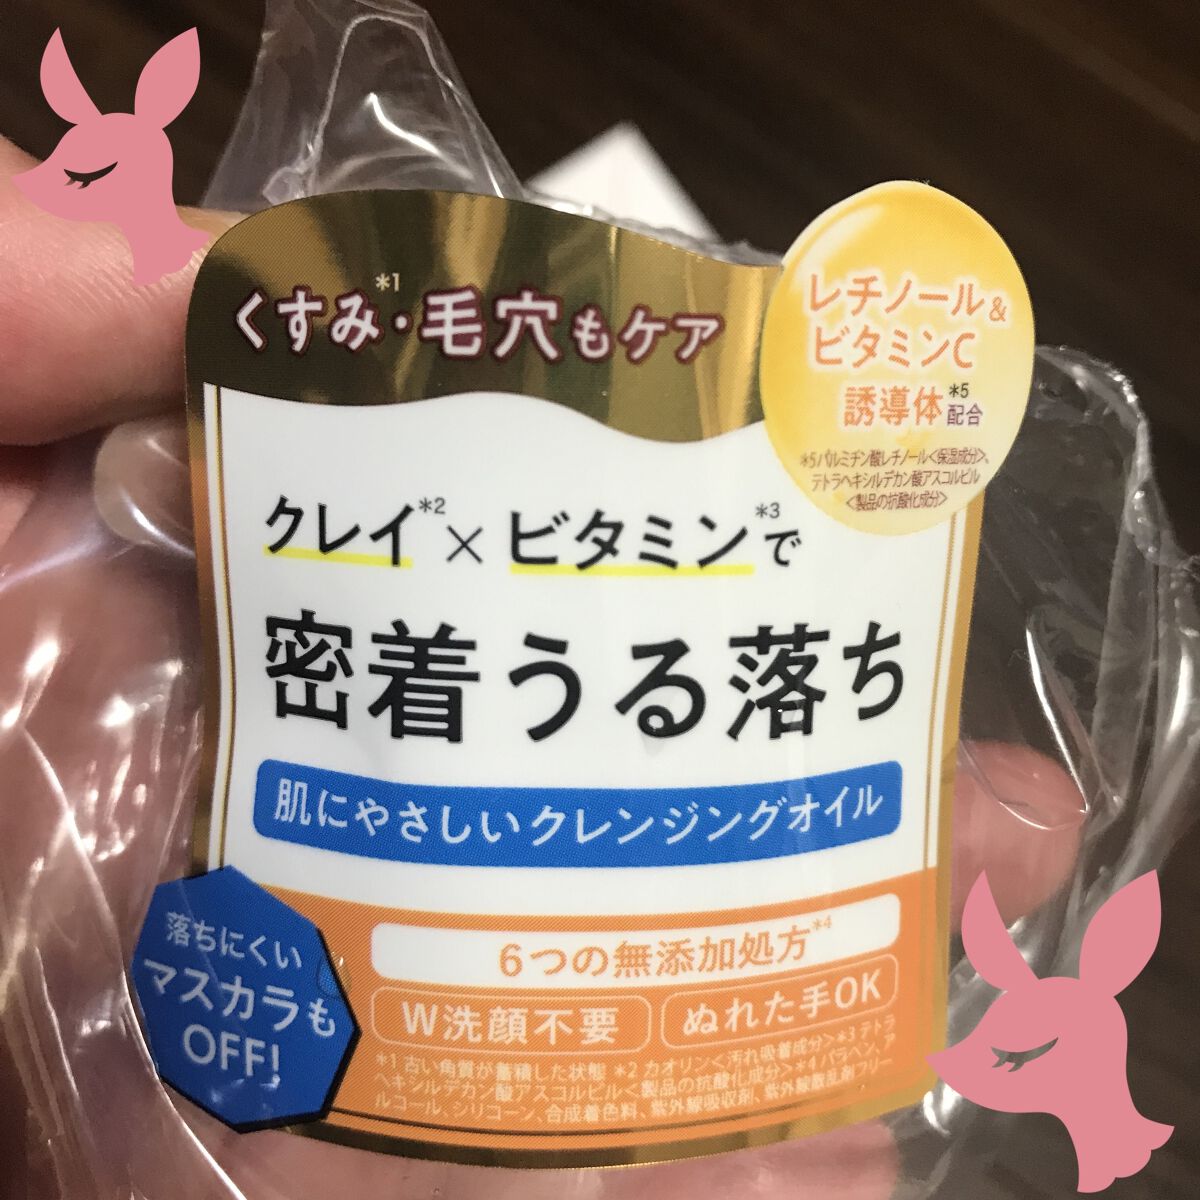 くすみ*1・毛穴もケア
レチノール&
ビタミンC
誘導体*5
配合
*5 パルミチン酸レチノール<保湿成分>、
テトラヘキシルデカン酸アスコルビル
<製品の抗酸化成分>
クレイ*2×ビタミン*3で
密着うる落ち
肌にやさしいクレンジングオイル
落ちにくい
マスカラも
OFF!
6つの無添加処方*4
W洗顔不要
ぬれた手OK
*1 古い角質が蓄積した状態 *2 カオリン<汚れ吸着成分>*3 テトラ
ヘキシルデカン酸アスコルビル<製品の抗酸化成分>*4 パラベン、ア
ルコール、シリコーン、合成着色料、紫外線吸収剤、紫外線散乱剤フリー